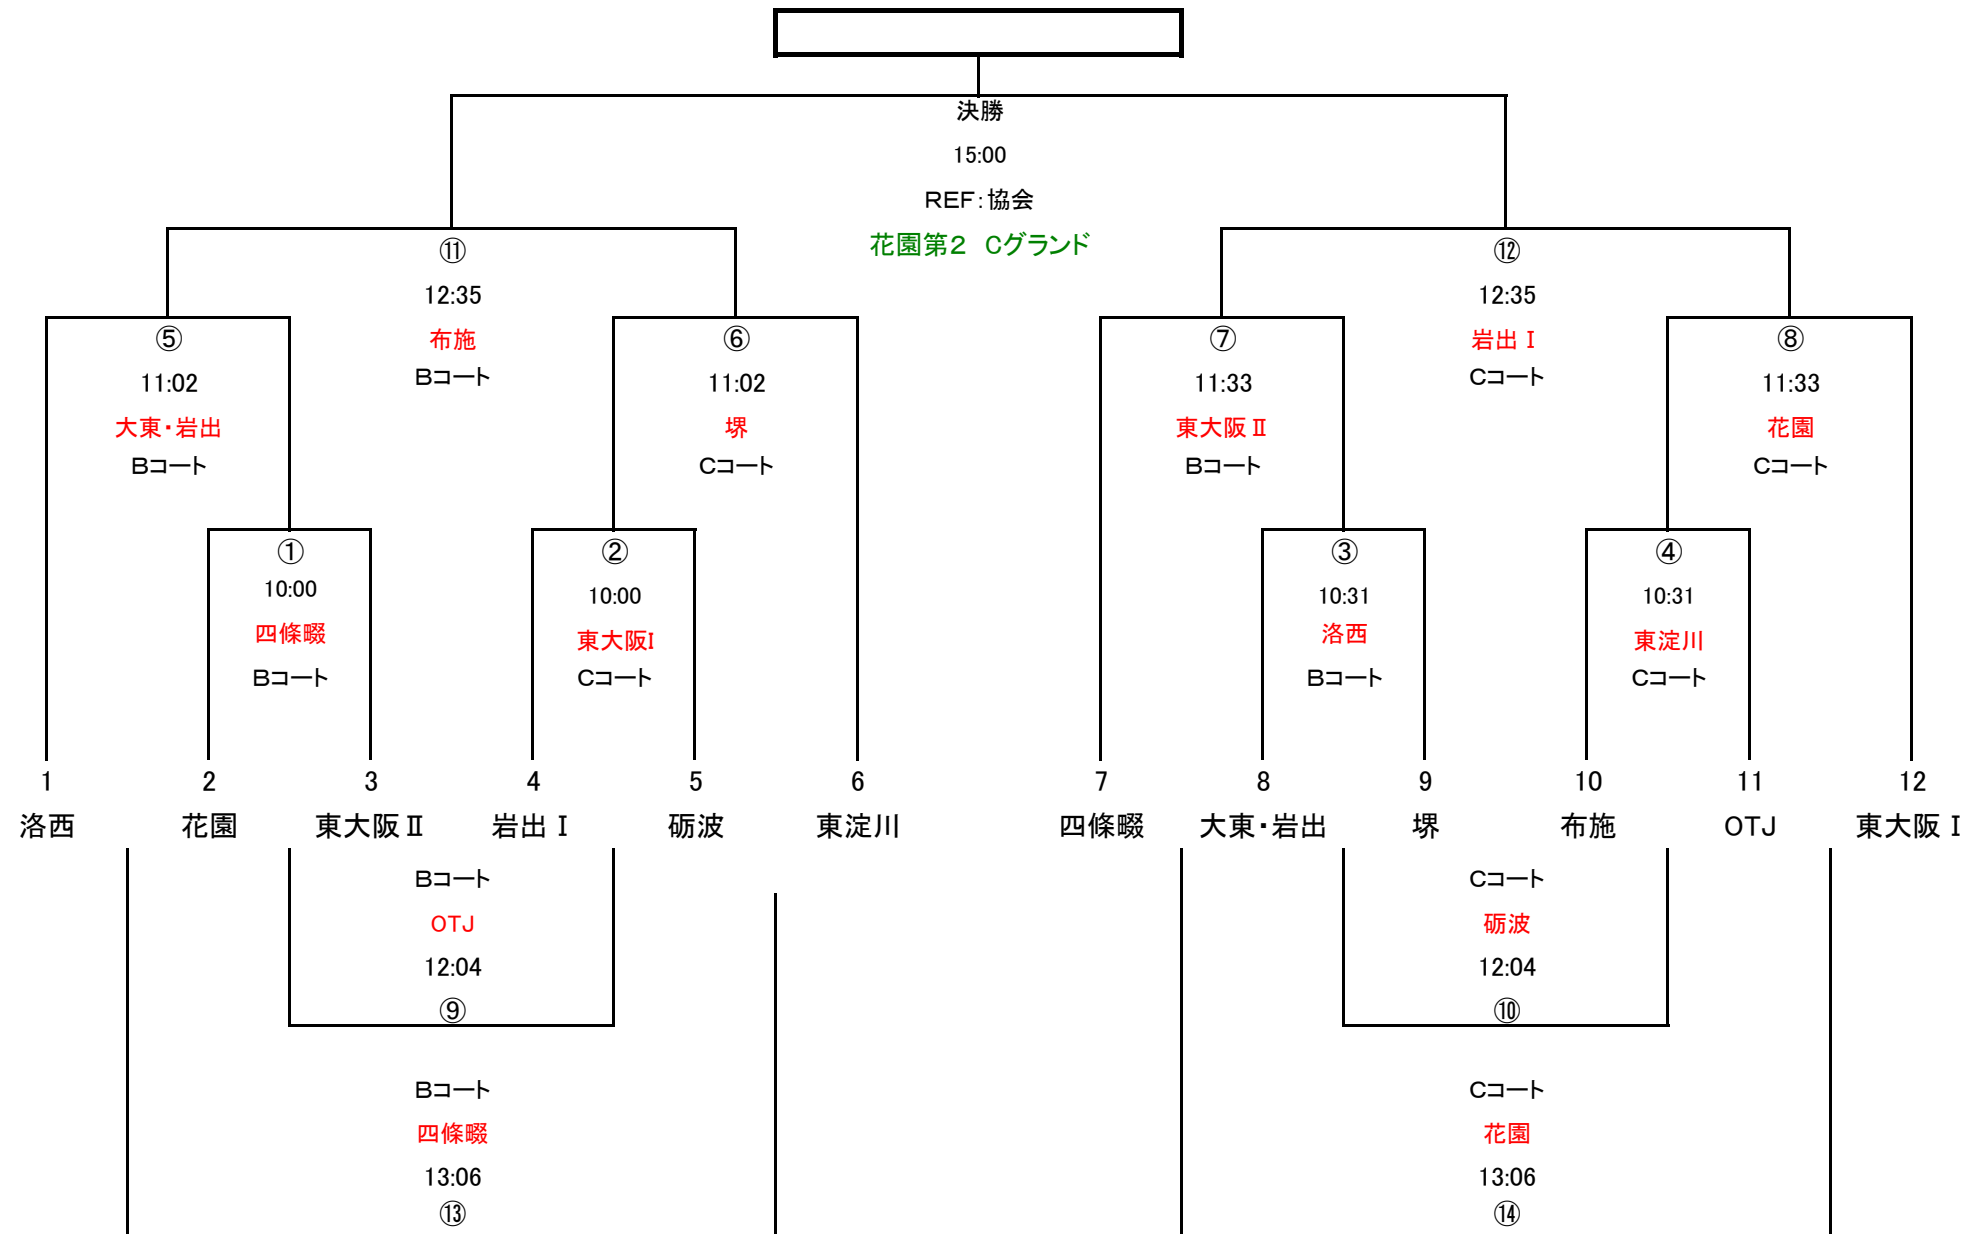 決勝
15:00
REF:協会
花園第2 Cグランド
⑪
12:35
布施
Bコート
⑫
12:35
岩出Ⅰ
Cコート
⑤
11:02
大東・岩出
Bコート
⑥
11:02
堺
Cコート
⑦
11:33
東大阪Ⅱ
Bコート
⑧
11:33
花園
Cコート
①
10:00
四條畷
Bコート
②
10:00
東大阪Ⅰ
Cコート
③
10:31
洛西
Bコート
④
10:31
東淀川
Cコート
1 2 3 4 5 6 7 8 9 10 11 12
洛西 花園 東大阪Ⅱ 岩出Ⅰ 砺波 東淀川 四條畷 大東・岩出 堺 布施 OTJ 東大阪Ⅰ
Bコート
OTJ
12:04
⑨
Cコート
砺波
12:04
⑩
Bコート
四條畷
13:06
⑬
Cコート
花園
13:06
⑭